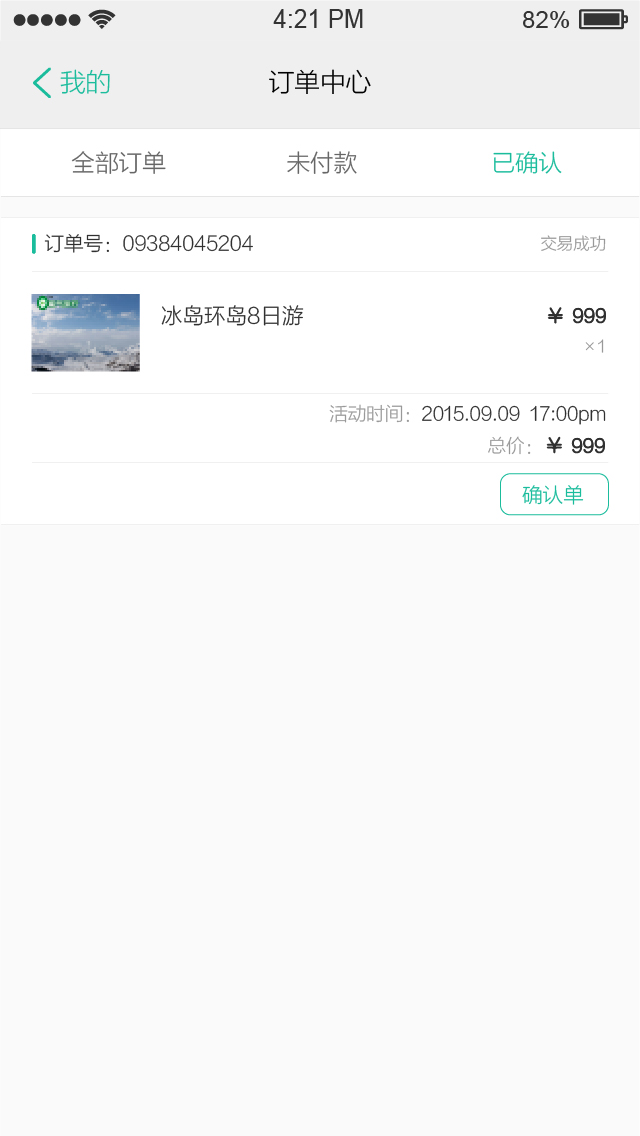 4:21 PM 82%
我的 订单中心
全部订单 未付款 已确认
订单号：09384045204 交易成功
冰岛环岛8日游 ¥ 999
×1
活动时间：2015.09.09 17:00pm
总价：¥ 999
确认单